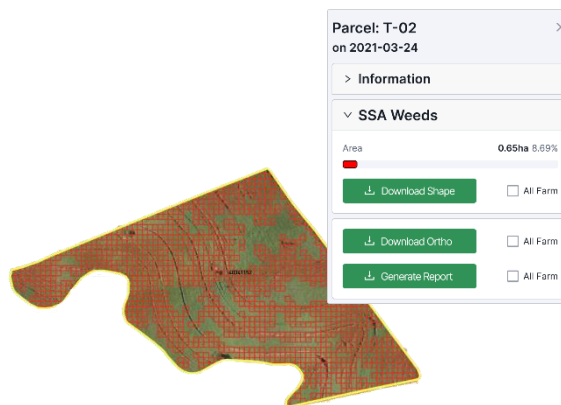 Parcel: T-02
on 2021-03-24
Information
SSA Weeds
Area 0.65ha 8.69%
Download Shape All Farm
Download Ortho All Farm
Generate Report All Farm